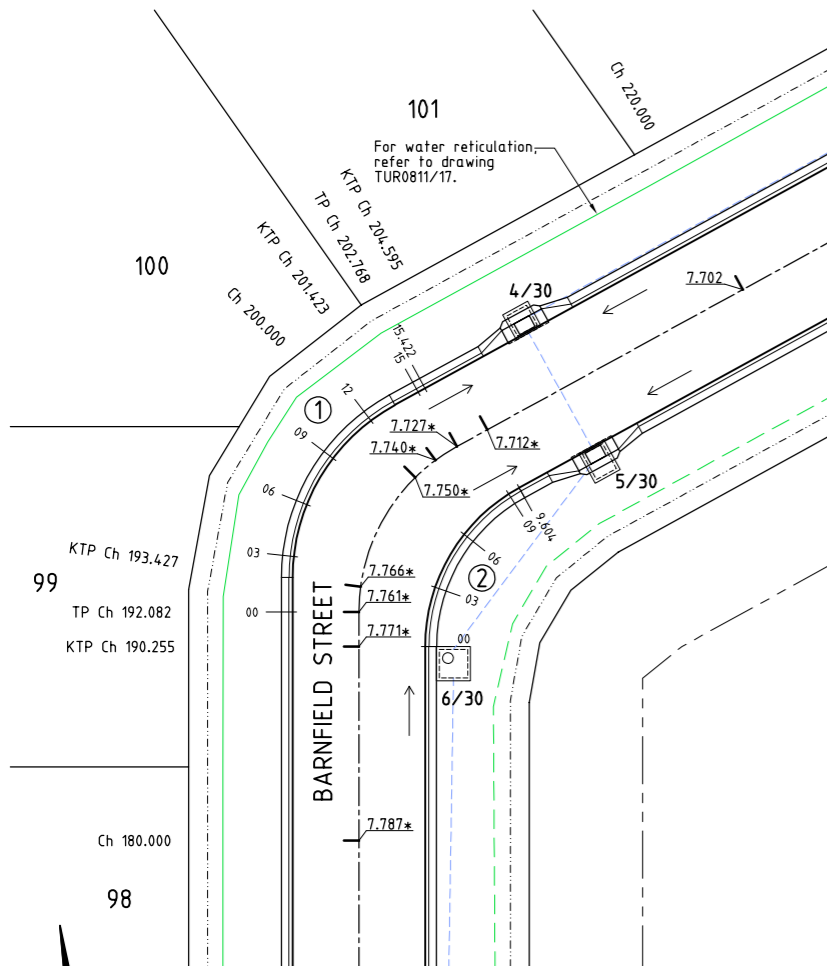 101
Ch 220.000
For water reticulation,
refer to drawing
TUR0811/17.
KTP Ch 204.595
TP Ch 202.768
KTP Ch 201.423
Ch 200.000
100
4/30
7.702
15.422
15
12
1
09
06
03
00
7.727*
7.712*
7.740*
7.750*
5/30
9.604
09
06
2
03
00
KTP Ch 193.427
99
TP Ch 192.082
KTP Ch 190.255
7.766*
7.761*
7.771*
6/30
BARNFIELD STREET
7.787*
Ch 180.000
98